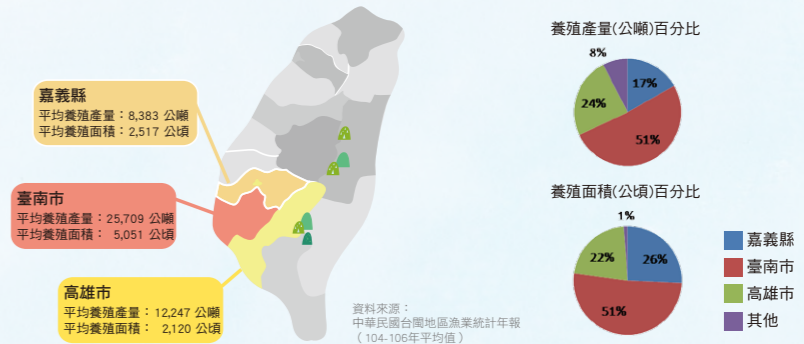 嘉義縣
平均養殖產量：8,383 公噸
平均養殖面積：2,517 公頃
臺南市
平均養殖產量：25,709 公噸
平均養殖面積： 5,051 公頃
高雄市
平均養殖產量：12,247 公噸
平均養殖面積： 2,120 公頃
資料來源：
中華民國台閩地區漁業統計年報
（104-106年平均值）
養殖產量(公噸)百分比
8%
17%
24%
51%
養殖面積(公頃)百分比
1%
22%
26%
51%
嘉義縣
臺南市
高雄市
其他